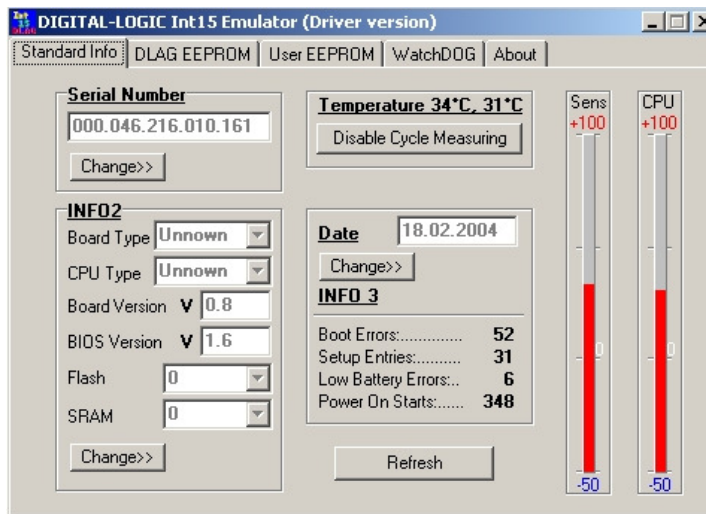 DIGITAL-LOGIC Int15 Emulator (Driver version)
Standard Info
DLAG EEPROM
User EEPROM
WatchDOG
About
Serial Number
000.046.216.010.161
Change>>
Temperature 34°C, 31°C
Disable Cycle Measuring
INFO2
Board Type Unnown
CPU Type Unnown
Board Version V 0.8
BIOS Version V 1.6
Flash 0
SRAM 0
Change>>
Date 18.02.2004
Change>>
INFO 3
Boot Errors:.............. 52
Setup Entries:.......... 31
Low Battery Errors:.. 6
Power On Starts:...... 348
Refresh
Sens
+100
0
-50
CPU
+100
0
-50